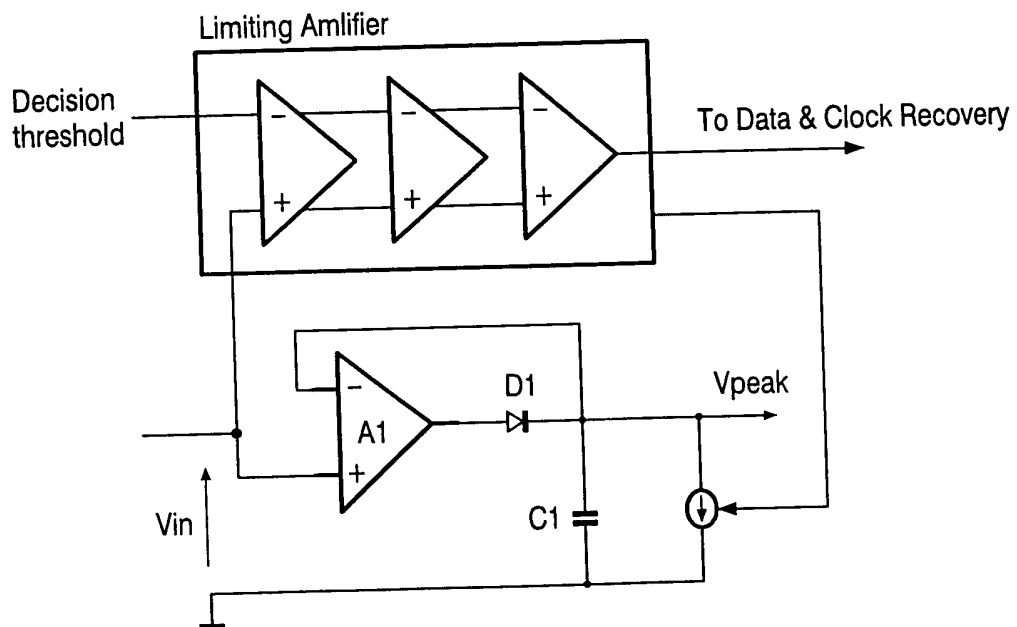 Limiting Amlifier
Decision
threshold
− − −
+ + +
To Data & Clock Recovery
− 
A1
+
D1
Vpeak
C1
Vin